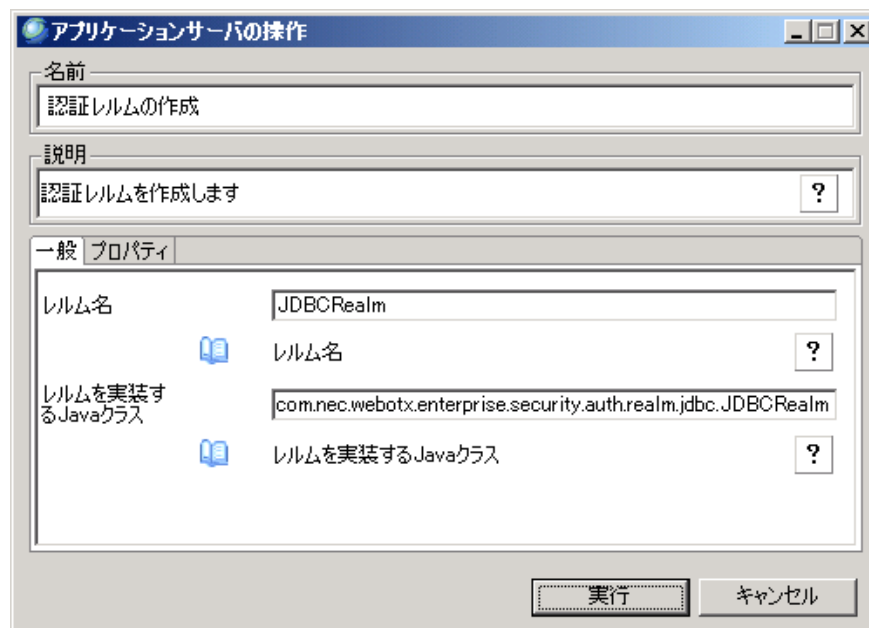 アプリケーションサーバの操作
名前
認証レルムの作成
説明
認証レルムを作成します
?
一般 プロパティ
レルム名 JDBCRealm
レルム名 ?
レルムを実装す
るJavaクラス com.nec.webotx.enterprise.security.auth.realm.jdbc.JDBCRealm
レルムを実装するJavaクラス ?
実行 キャンセル